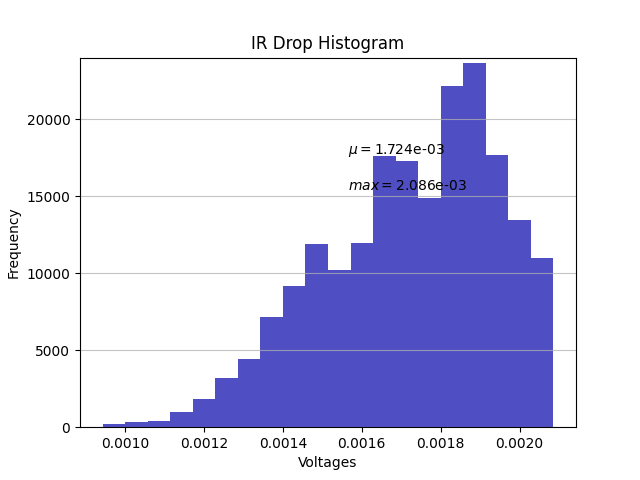 IR Drop Histogram
20000
15000
10000
5000
0
Frequency
μ = 1.724e-03
max = 2.086e-03
0.0010 0.0012 0.0014 0.0016 0.0018 0.0020
Voltages